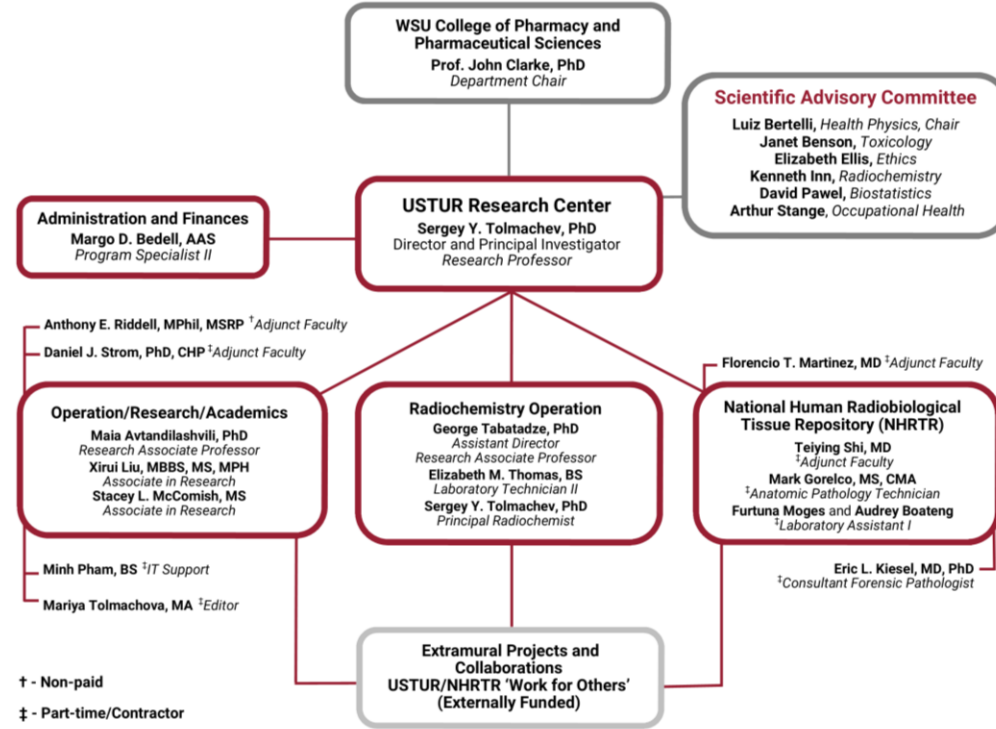 WSU College of Pharmacy and
Pharmaceutical Sciences
Prof. John Clarke, PhD
Department Chair
Scientific Advisory Committee
Luiz Bertelli, Health Physics, Chair
Janet Benson, Toxicology
Elizabeth Ellis, Ethics
Kenneth Inn, Radiochemistry
David Pawel, Biostatistics
Arthur Stange, Occupational Health
USTUR Research Center
Sergey Y. Tolmachev, PhD
Director and Principal Investigator
Research Professor
Administration and Finances
Margo D. Bedell, AAS
Program Specialist II
Anthony E. Riddell, MPhil, MSRP †Adjunct Faculty
Daniel J. Strom, PhD, CHP ‡Adjunct Faculty
Operation/Research/Academics
Maia Avtandilashvili, PhD
Research Associate Professor
Xirui Liu, MBBS, MS, MPH
Associate in Research
Stacey L. McComish, MS
Associate in Research
Minh Pham, BS ‡IT Support
Mariya Tolmachova, MA ‡Editor
Radiochemistry Operation
George Tabatadze, PhD
Assistant Director
Research Associate Professor
Elizabeth M. Thomas, BS
Laboratory Technician II
Sergey Y. Tolmachev, PhD
Principal Radiochemist
Florencio T. Martinez, MD ‡Adjunct Faculty
National Human Radiobiological
Tissue Repository (NHRTR)
Teiying Shi, MD
‡Adjunct Faculty
Mark Gorelco, MS, CMA
‡Anatomic Pathology Technician
Furtuna Moges and Audrey Boateng
‡Laboratory Assistant I
Eric L. Kiesel, MD, PhD
‡Consultant Forensic Pathologist
Extramural Projects and
Collaborations
USTUR/NHRTR ‘Work for Others’
(Externally Funded)
† - Non-paid
‡ - Part-time/Contractor